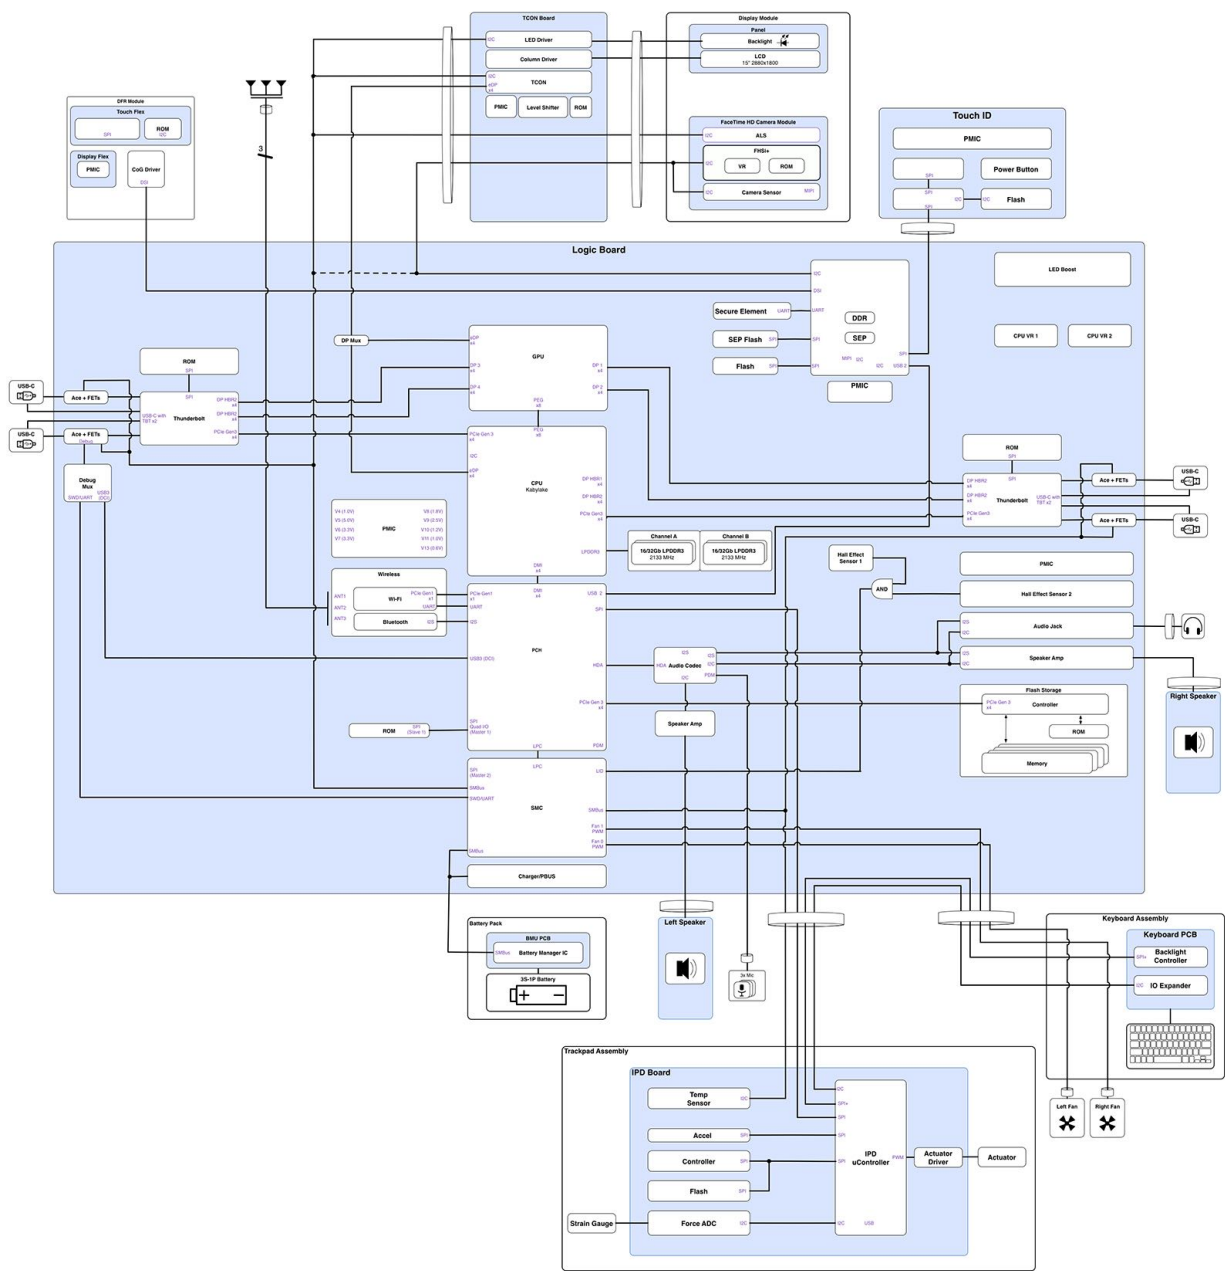 TCON Board
I2C
LED Driver
Column Driver
I2C
eDP
x4
TCON
PMIC
Level Shifter
ROM
Display Module
Panel
Backlight
LCD
15" 2880x1800
FaceTime HD Camera Module
I2C
ALS
FHSi+
I2C
VR
ROM
I2C
Camera Sensor
MIPI
DFR Module
Touch Flex
SPI
ROM
I2C
Display Flex
PMIC
CoG Driver
DSI
3
Touch ID
PMIC
SPI
Power Button
SPI
SPI
I2C
I2C
Flash
Logic Board
I2C
DSI
UART
SPI
SPI
DDR
SEP
MIPI
I2C
I2C
SPI
USB 2
PMIC
Secure Element
UART
SEP Flash
SPI
Flash
SPI
LED Boost
CPU VR 1
CPU VR 2
DP Mux
eDP
x4
GPU
DP 3
x4
DP 4
x4
DP 1
x4
DP 2
x4
PEG
x8
ROM
SPI
SPI
USB-C with
TBT x2
Thunderbolt
DP HBR2
x4
DP HBR2
x4
PCIe Gen3
x4
USB-C
Ace + FETs
USB-C
Ace + FETs
Debug
Debug
Mux
SWD/UART
USB3
(DCI)
PEG
x8
PCIe Gen 3
x4
I2C
eDP
x4
CPU
Kabylake
DP HBR1
x4
DP HBR2
x4
PCIe Gen3
x4
LPDDR3
DMI
x4
V4 (1.0V)
V5 (5.0V)
V6 (3.3V)
V7 (3.3V)
PMIC
V8 (1.8V)
V9 (2.5V)
V10 (1.2V)
V11 (1.0V)
V13 (0.6V)
Channel A
16/32Gb LPDDR3
2133 MHz
Channel B
16/32Gb LPDDR3
2133 MHz
ROM
SPI
SPI
DP HBR2
x4
DP HBR2
x4
PCIe Gen3
x4
Thunderbolt
USB-C with
TBT x2
Ace + FETs
USB-C
Ace + FETs
USB-C
Wireless
ANT1
ANT2
ANT3
Wi-Fi
PCIe Gen1
x1
UART
Bluetooth
I2S
DMI
x4
PCIe Gen1
x1
UART
I2S
USB3 (DCI)
SPI
Quad I/O
(Master 1)
PCH
USB 2
SPI
HDA
PCIe Gen 3
x4
PDM
LPC
ROM
SPI
(Slave 1)
Hall Effect
Sensor 1
AND
PMIC
Hall Effect Sensor 2
I2S
I2C
Audio Jack
I2S
I2C
Speaker Amp
I2S
HDA
Audio Codec
I2S
I2C
PDM
I2C
Speaker Amp
Flash Storage
PCIe Gen 3
x4
Controller
ROM
Memory
Right Speaker
LPC
SPI
(Master 2)
SMBus
SWD/UART
SMC
LID
SMBus
Fan 1
PWM
Fan 2
PWM
SMBus
Charger/PBUS
Battery Pack
BMU PCB
SMBus
Battery Manager IC
3S-1P Battery
Left Speaker
3x Mic
Keyboard Assembly
Keyboard PCB
SPI+
Backlight
Controller
I2C
IO Expander
Left Fan
Right Fan
Trackpad Assembly
IPD Board
Temp
Sensor
I2C
Accel
SPI
Controller
SPI
Flash
SPI
Strain Gauge
Force ADC
I2C
I2C
SPI+
SPI
SPI
SPI
I2C
IPD
uController
PWM
USB
Actuator
Driver
Actuator